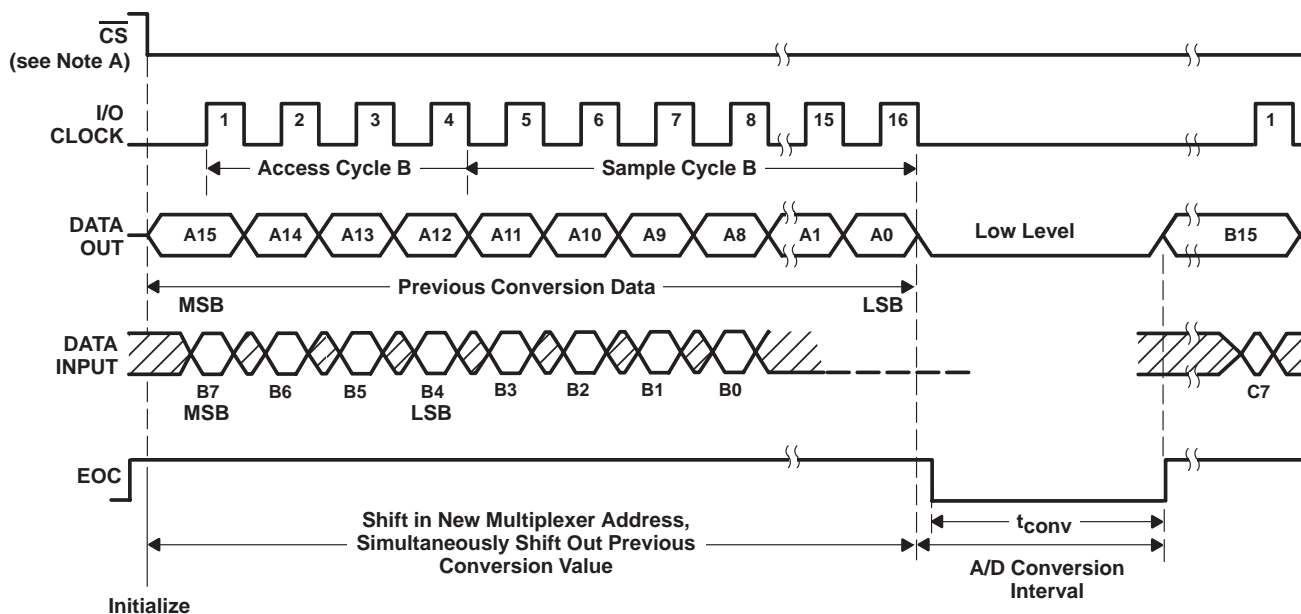 CS
(see Note A)
I/O
CLOCK
1 2 3 4 5 6 7 8 15 16 1
Access Cycle B Sample Cycle B
DATA
OUT
A15 A14 A13 A12 A11 A10 A9 A8 A1 A0 Low Level B15
Previous Conversion Data
MSB LSB
DATA
INPUT
B7 B6 B5 B4 B3 B2 B1 B0 C7
MSB LSB
EOC
Shift in New Multiplexer Address,
Simultaneously Shift Out Previous
Conversion Value
tconv
A/D Conversion
Interval
Initialize